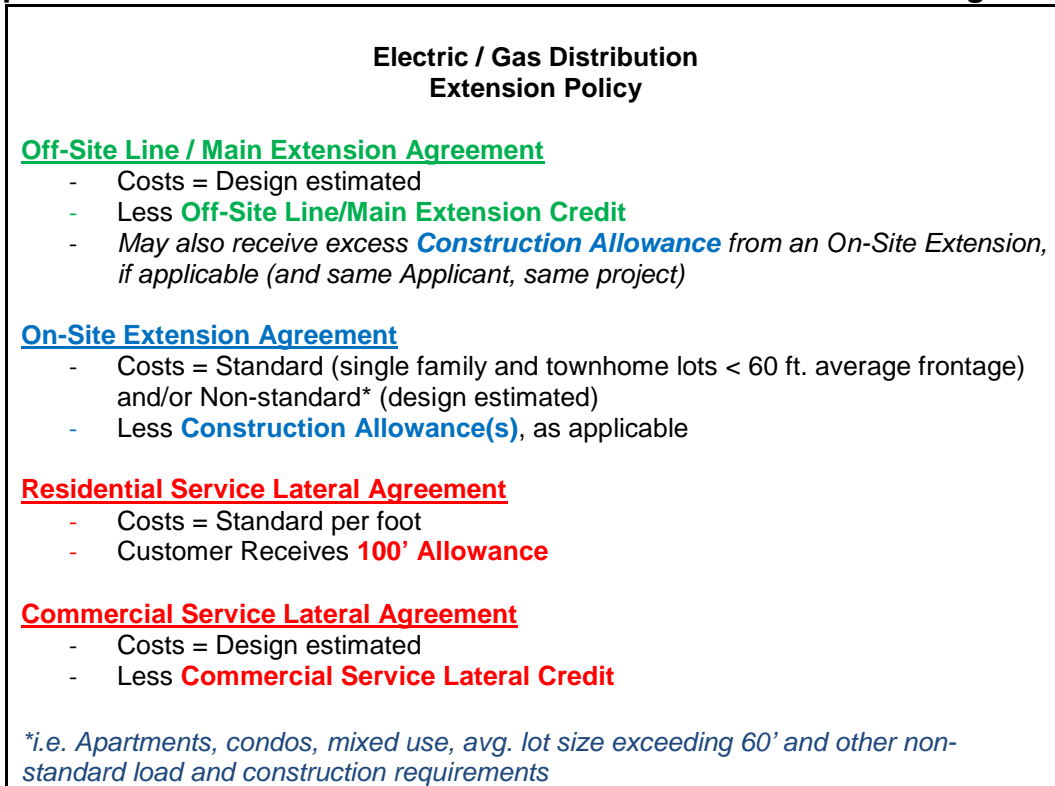 Electric / Gas Distribution
Extension Policy
Off-Site Line / Main Extension Agreement
- Costs = Design estimated
- Less Off-Site Line/Main Extension Credit
- May also receive excess Construction Allowance from an On-Site Extension,
if applicable (and same Applicant, same project)
On-Site Extension Agreement
- Costs = Standard (single family and townhome lots < 60 ft. average frontage)
and/or Non-standard* (design estimated)
- Less Construction Allowance(s), as applicable
Residential Service Lateral Agreement
- Costs = Standard per foot
- Customer Receives 100’ Allowance
Commercial Service Lateral Agreement
- Costs = Design estimated
- Less Commercial Service Lateral Credit
*i.e. Apartments, condos, mixed use, avg. lot size exceeding 60’ and other non-
standard load and construction requirements